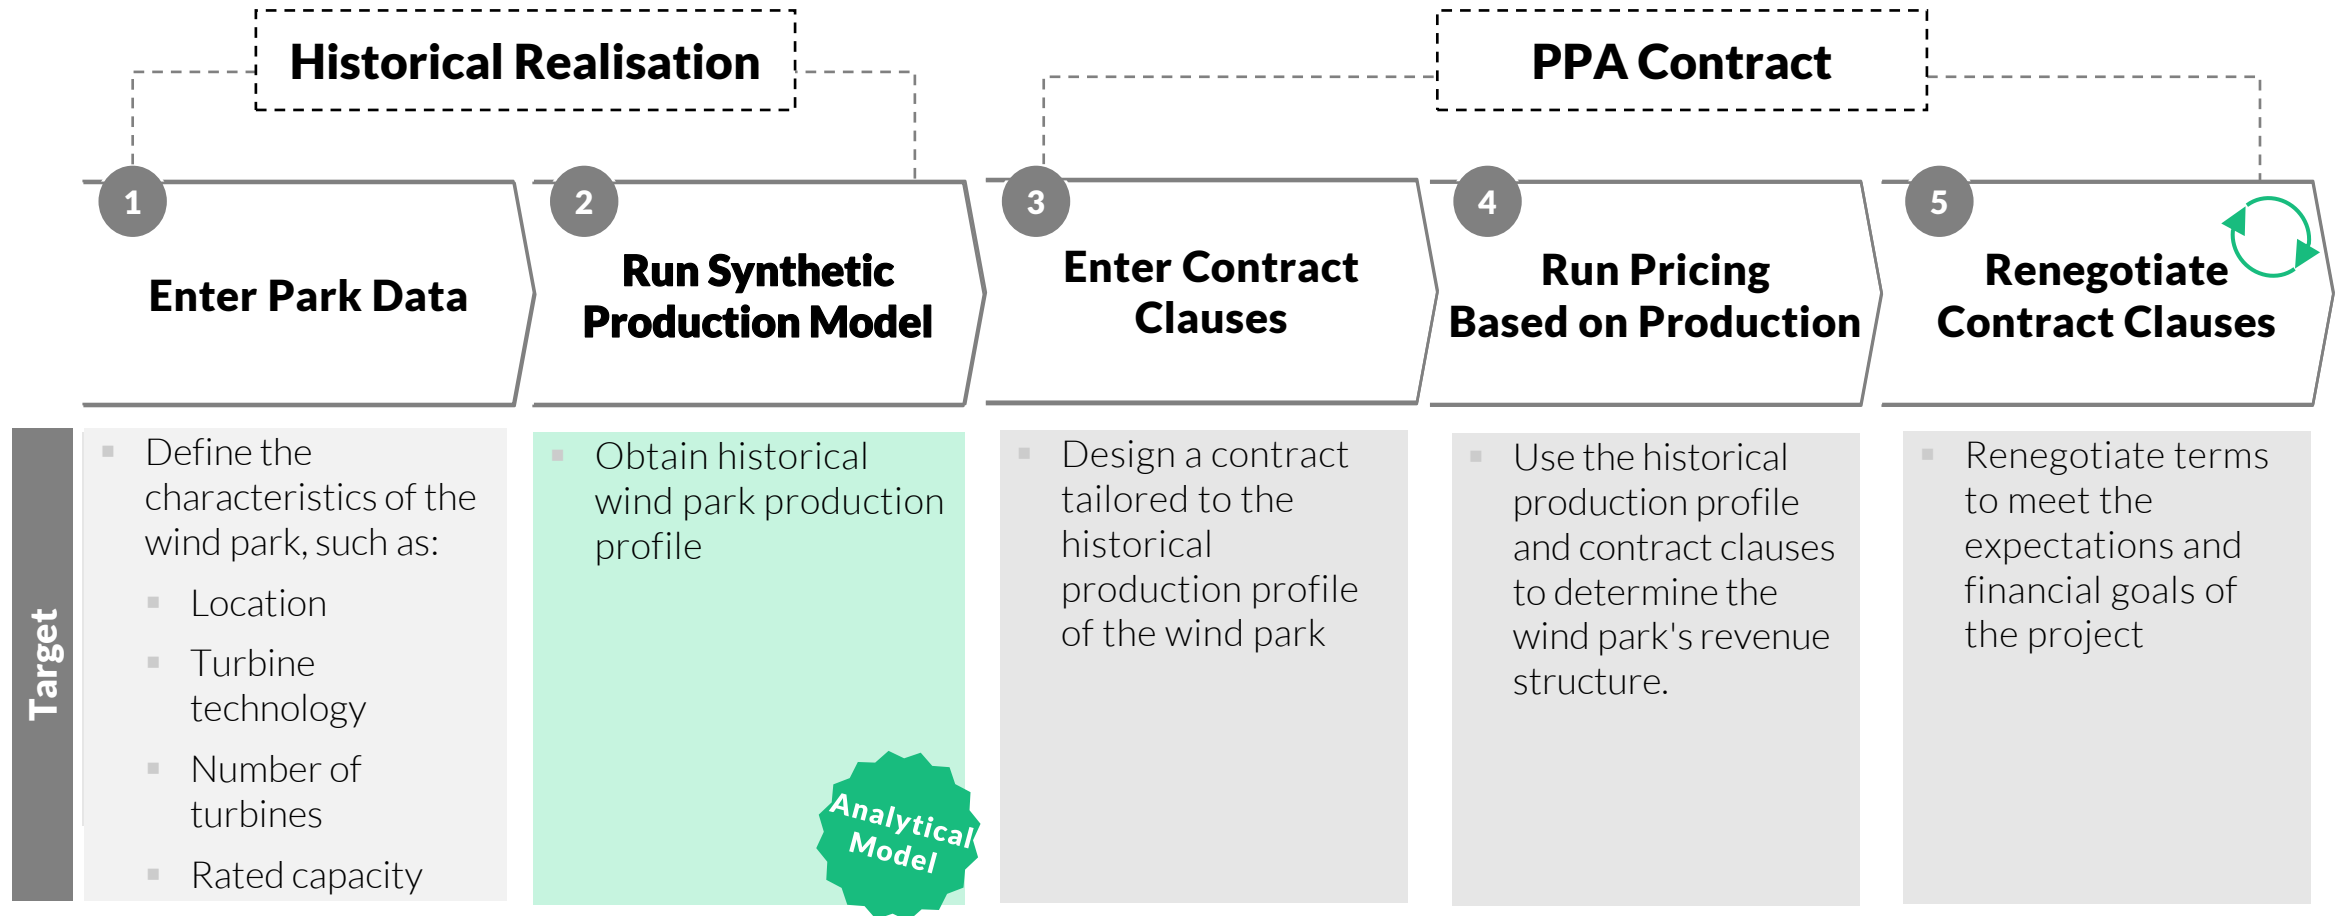 Historical Realisation
PPA Contract
1
Enter Park Data
2
Run Synthetic
Production Model
3
Enter Contract
Clauses
4
Run Pricing
Based on Production
5
Renegotiate
Contract Clauses
Target
Define the
characteristics of the
wind park, such as:
Location
Turbine
technology
Number of
turbines
Rated capacity
Obtain historical
wind park production
profile
Analytical
Model
Design a contract
tailored to the
historical
production profile
of the wind park
Use the historical
production profile
and contract clauses
to determine the
wind park's revenue
structure.
Renegotiate terms
to meet the
expectations and
financial goals of
the project